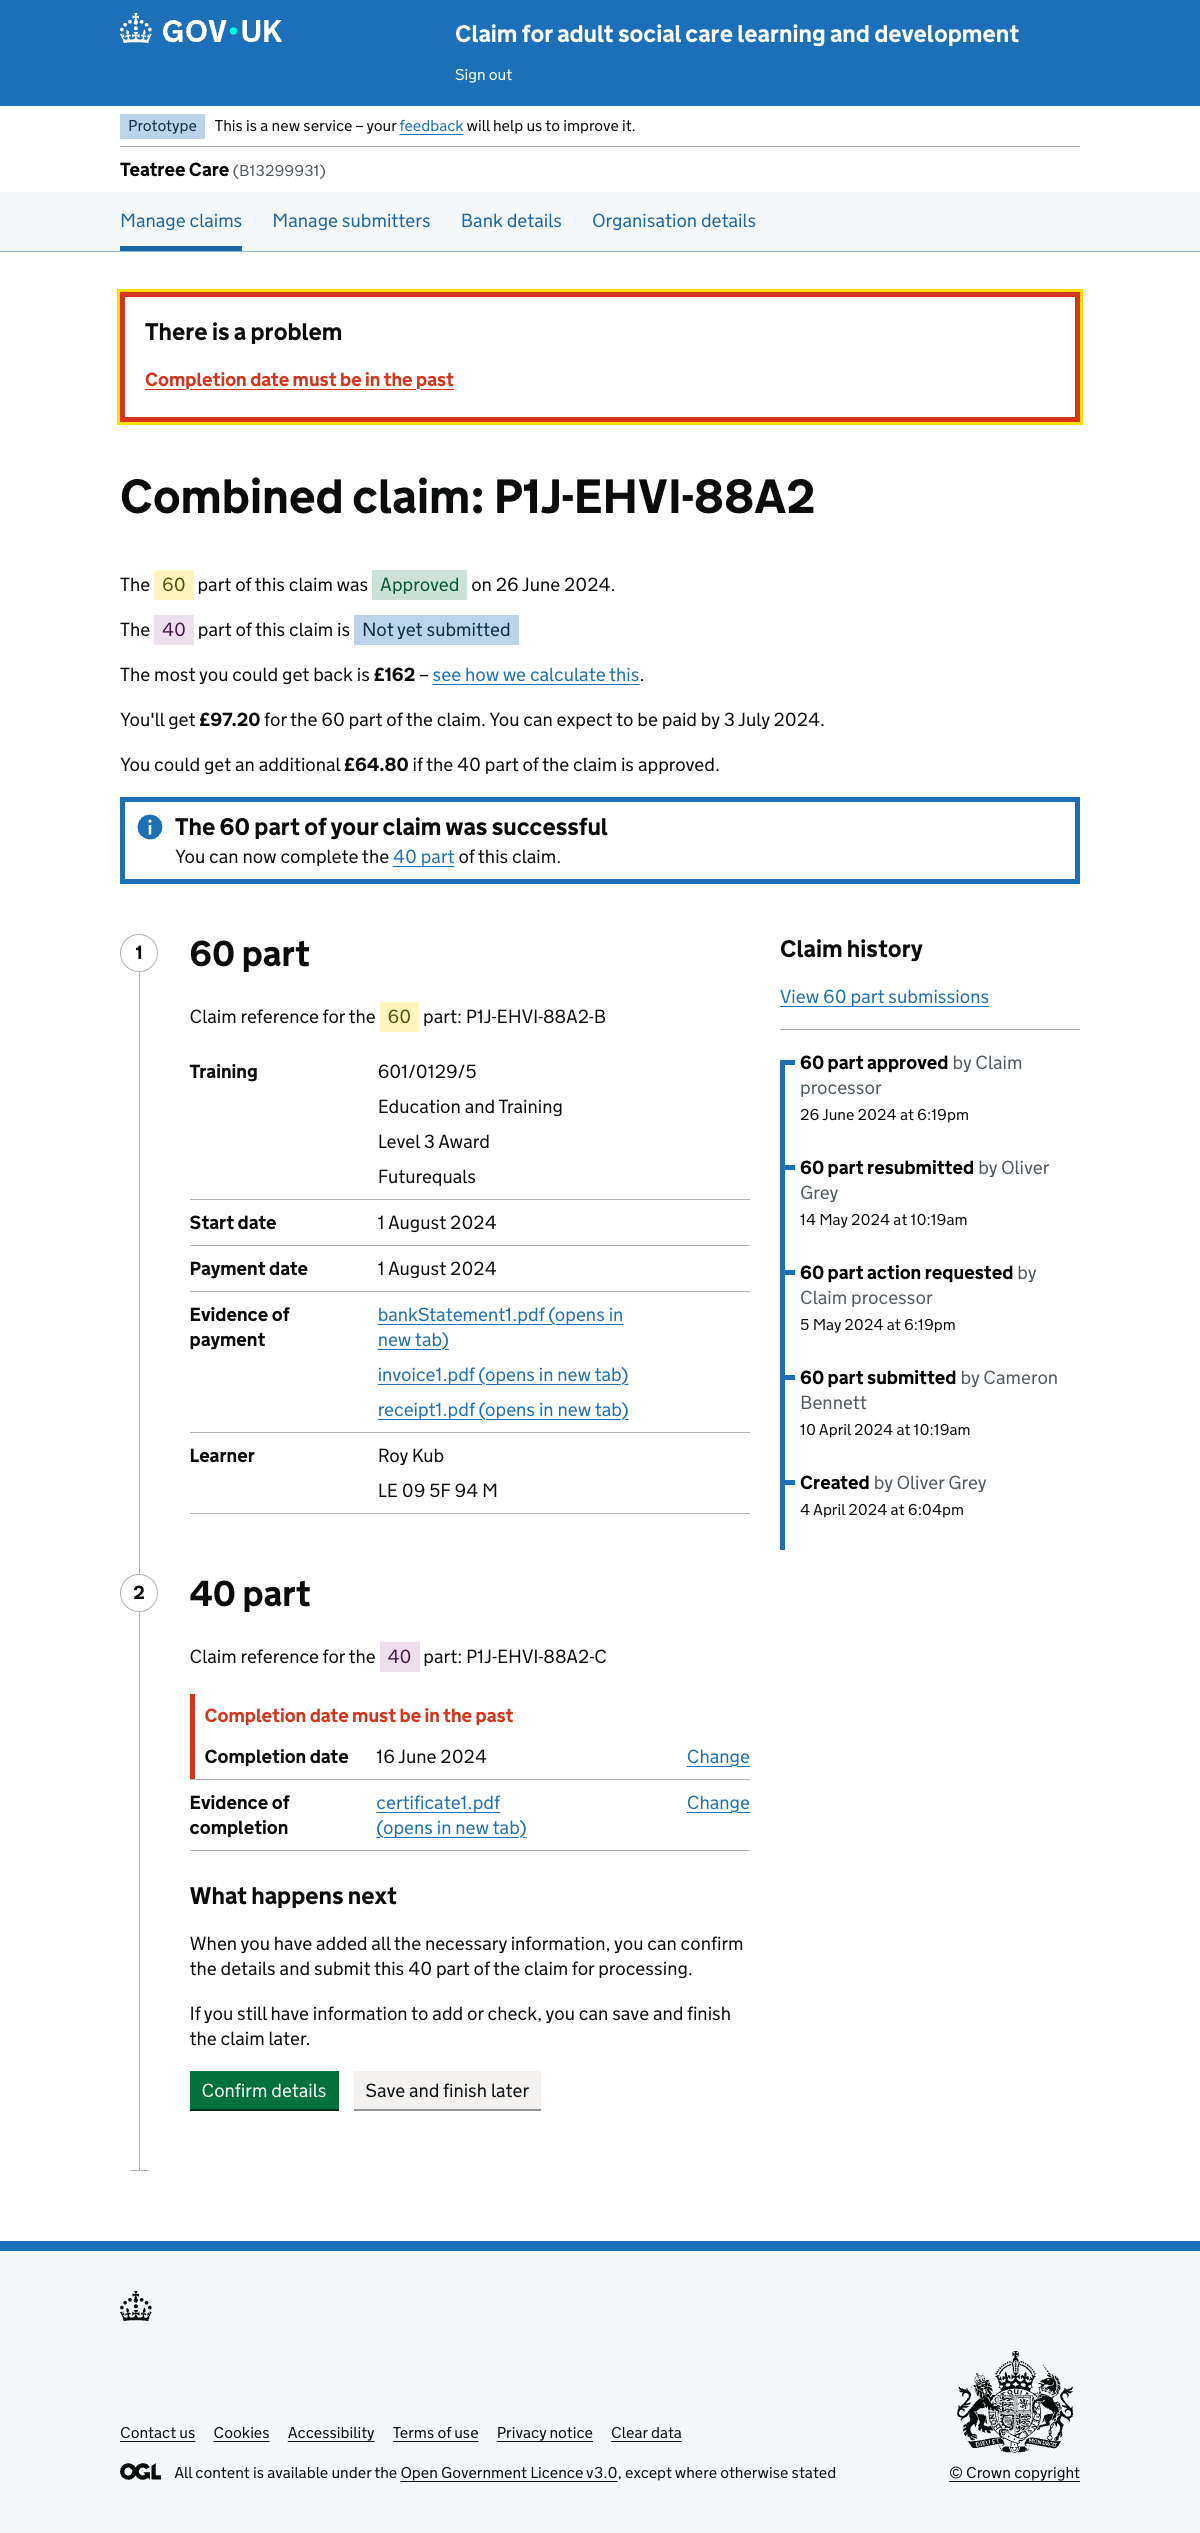 GOV·UK
Claim for adult social care learning and development
Sign out
Prototype This is a new service – your feedback will help us to improve it.
Teatree Care (B13299931)
Manage claims Manage submitters Bank details Organisation details
There is a problem
Completion date must be in the past
Combined claim: P1J-EHVI-88A2
The 60 part of this claim was Approved on 26 June 2024.
The 40 part of this claim is Not yet submitted
The most you could get back is £162 – see how we calculate this.
You'll get £97.20 for the 60 part of the claim. You can expect to be paid by 3 July 2024.
You could get an additional £64.80 if the 40 part of the claim is approved.
The 60 part of your claim was successful
You can now complete the 40 part of this claim.
1
60 part
Claim reference for the 60 part: P1J-EHVI-88A2-B
Training 601/0129/5
Education and Training
Level 3 Award
Futurequals
Start date 1 August 2024
Payment date 1 August 2024
Evidence of payment
bankStatement1.pdf (opens in
new tab)
invoice1.pdf (opens in new tab)
receipt1.pdf (opens in new tab)
Learner Roy Kub
LE 09 5F 94 M
Claim history
View 60 part submissions
60 part approved by Claim
processor
26 June 2024 at 6:19pm
60 part resubmitted by Oliver
Grey
14 May 2024 at 10:19am
60 part action requested by
Claim processor
5 May 2024 at 6:19pm
60 part submitted by Cameron
Bennett
10 April 2024 at 10:19am
Created by Oliver Grey
4 April 2024 at 6:04pm
2
40 part
Claim reference for the 40 part: P1J-EHVI-88A2-C
Completion date must be in the past
Completion date 16 June 2024 Change
Evidence of completion
certificate1.pdf
(opens in new tab)
Change
What happens next
When you have added all the necessary information, you can confirm
the details and submit this 40 part of the claim for processing.
If you still have information to add or check, you can save and finish
the claim later.
Confirm details Save and finish later
Contact us Cookies Accessibility Terms of use Privacy notice Clear data
OGL All content is available under the Open Government Licence v3.0, except where otherwise stated
© Crown copyright